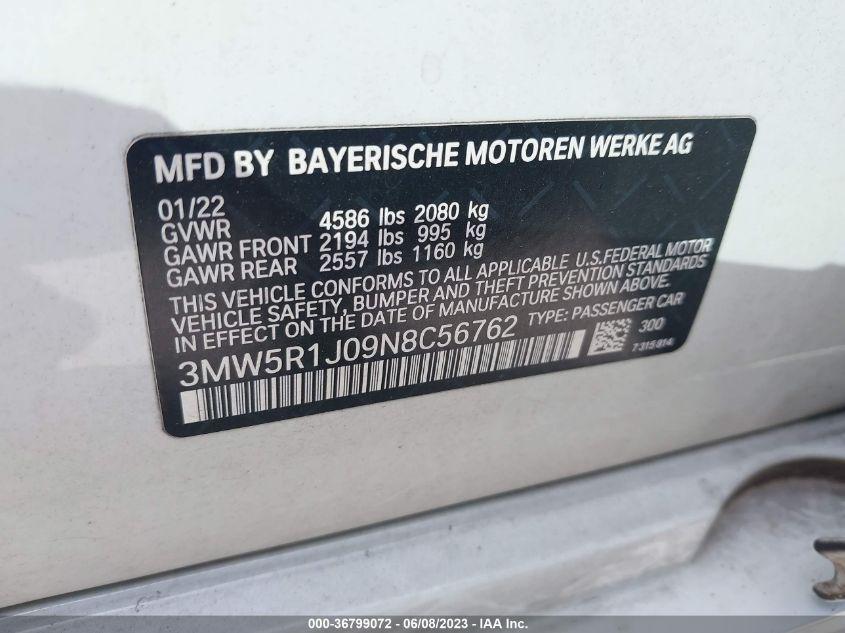 MFD BY BAYERISCHE MOTOREN WERKE AG
01/22
GVWR 4586 lbs 2080 kg
GAWR FRONT 2194 lbs 995 kg
GAWR REAR 2557 lbs 1160 kg
THIS VEHICLE CONFORMS TO ALL APPLICABLE U.S.FEDERAL MOTOR
VEHICLE SAFETY, BUMPER AND THEFT PREVENTION STANDARDS
IN EFFECT ON THE DATE OF MANUFACTURE SHOWN ABOVE.
3MW5R1J09N8C56762 TYPE: PASSENGER CAR
300
7315914
000-36799072 - 06/08/2023 - IAA Inc.